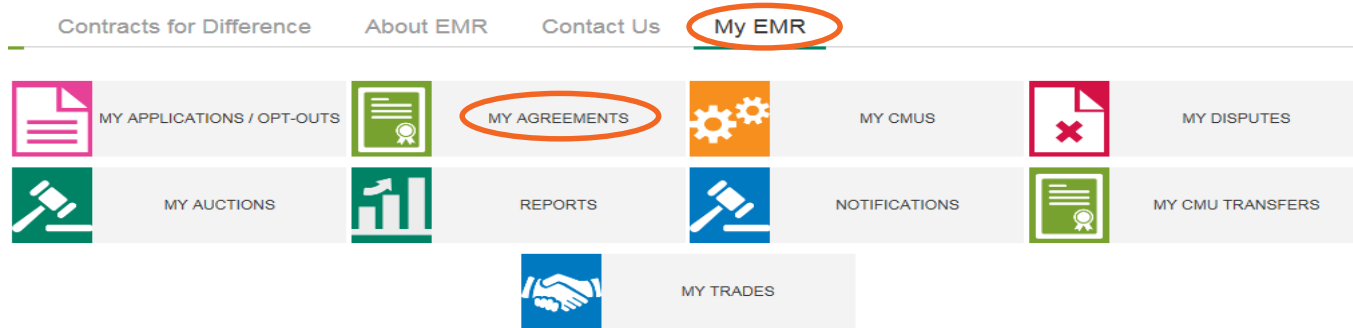 Contracts for Difference About EMR Contact Us My EMR
MY APPLICATIONS / OPT-OUTS MY AGREEMENTS MY CMUS MY DISPUTES
MY AUCTIONS REPORTS NOTIFICATIONS MY CMU TRANSFERS
MY TRADES